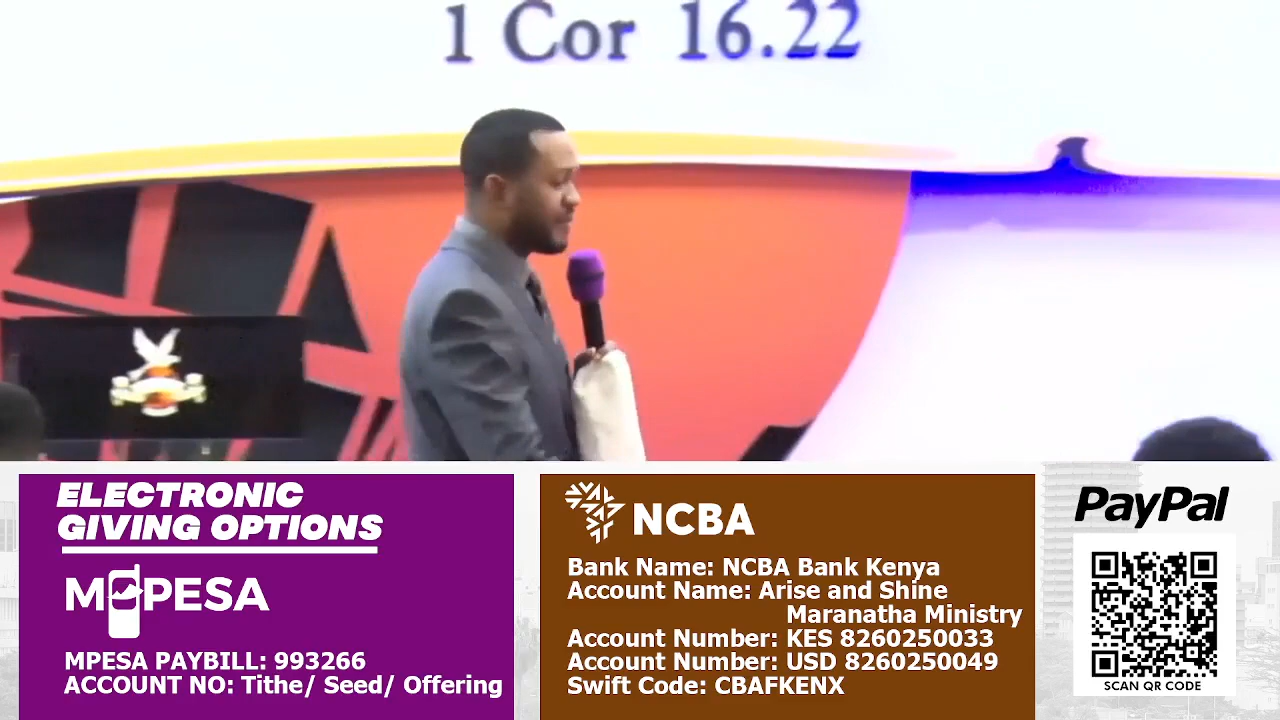 1 Cor 16.22
ELECTRONIC
GIVING OPTIONS
M-PESA
MPESA PAYBILL: 993266
ACCOUNT NO: Tithe/ Seed/ Offering
NCBA
Bank Name: NCBA Bank Kenya
Account Name: Arise and Shine
Maranatha Ministry
Account Number: KES 8260250033
Account Number: USD 8260250049
Swift Code: CBAFKENX
PayPal
SCAN QR CODE